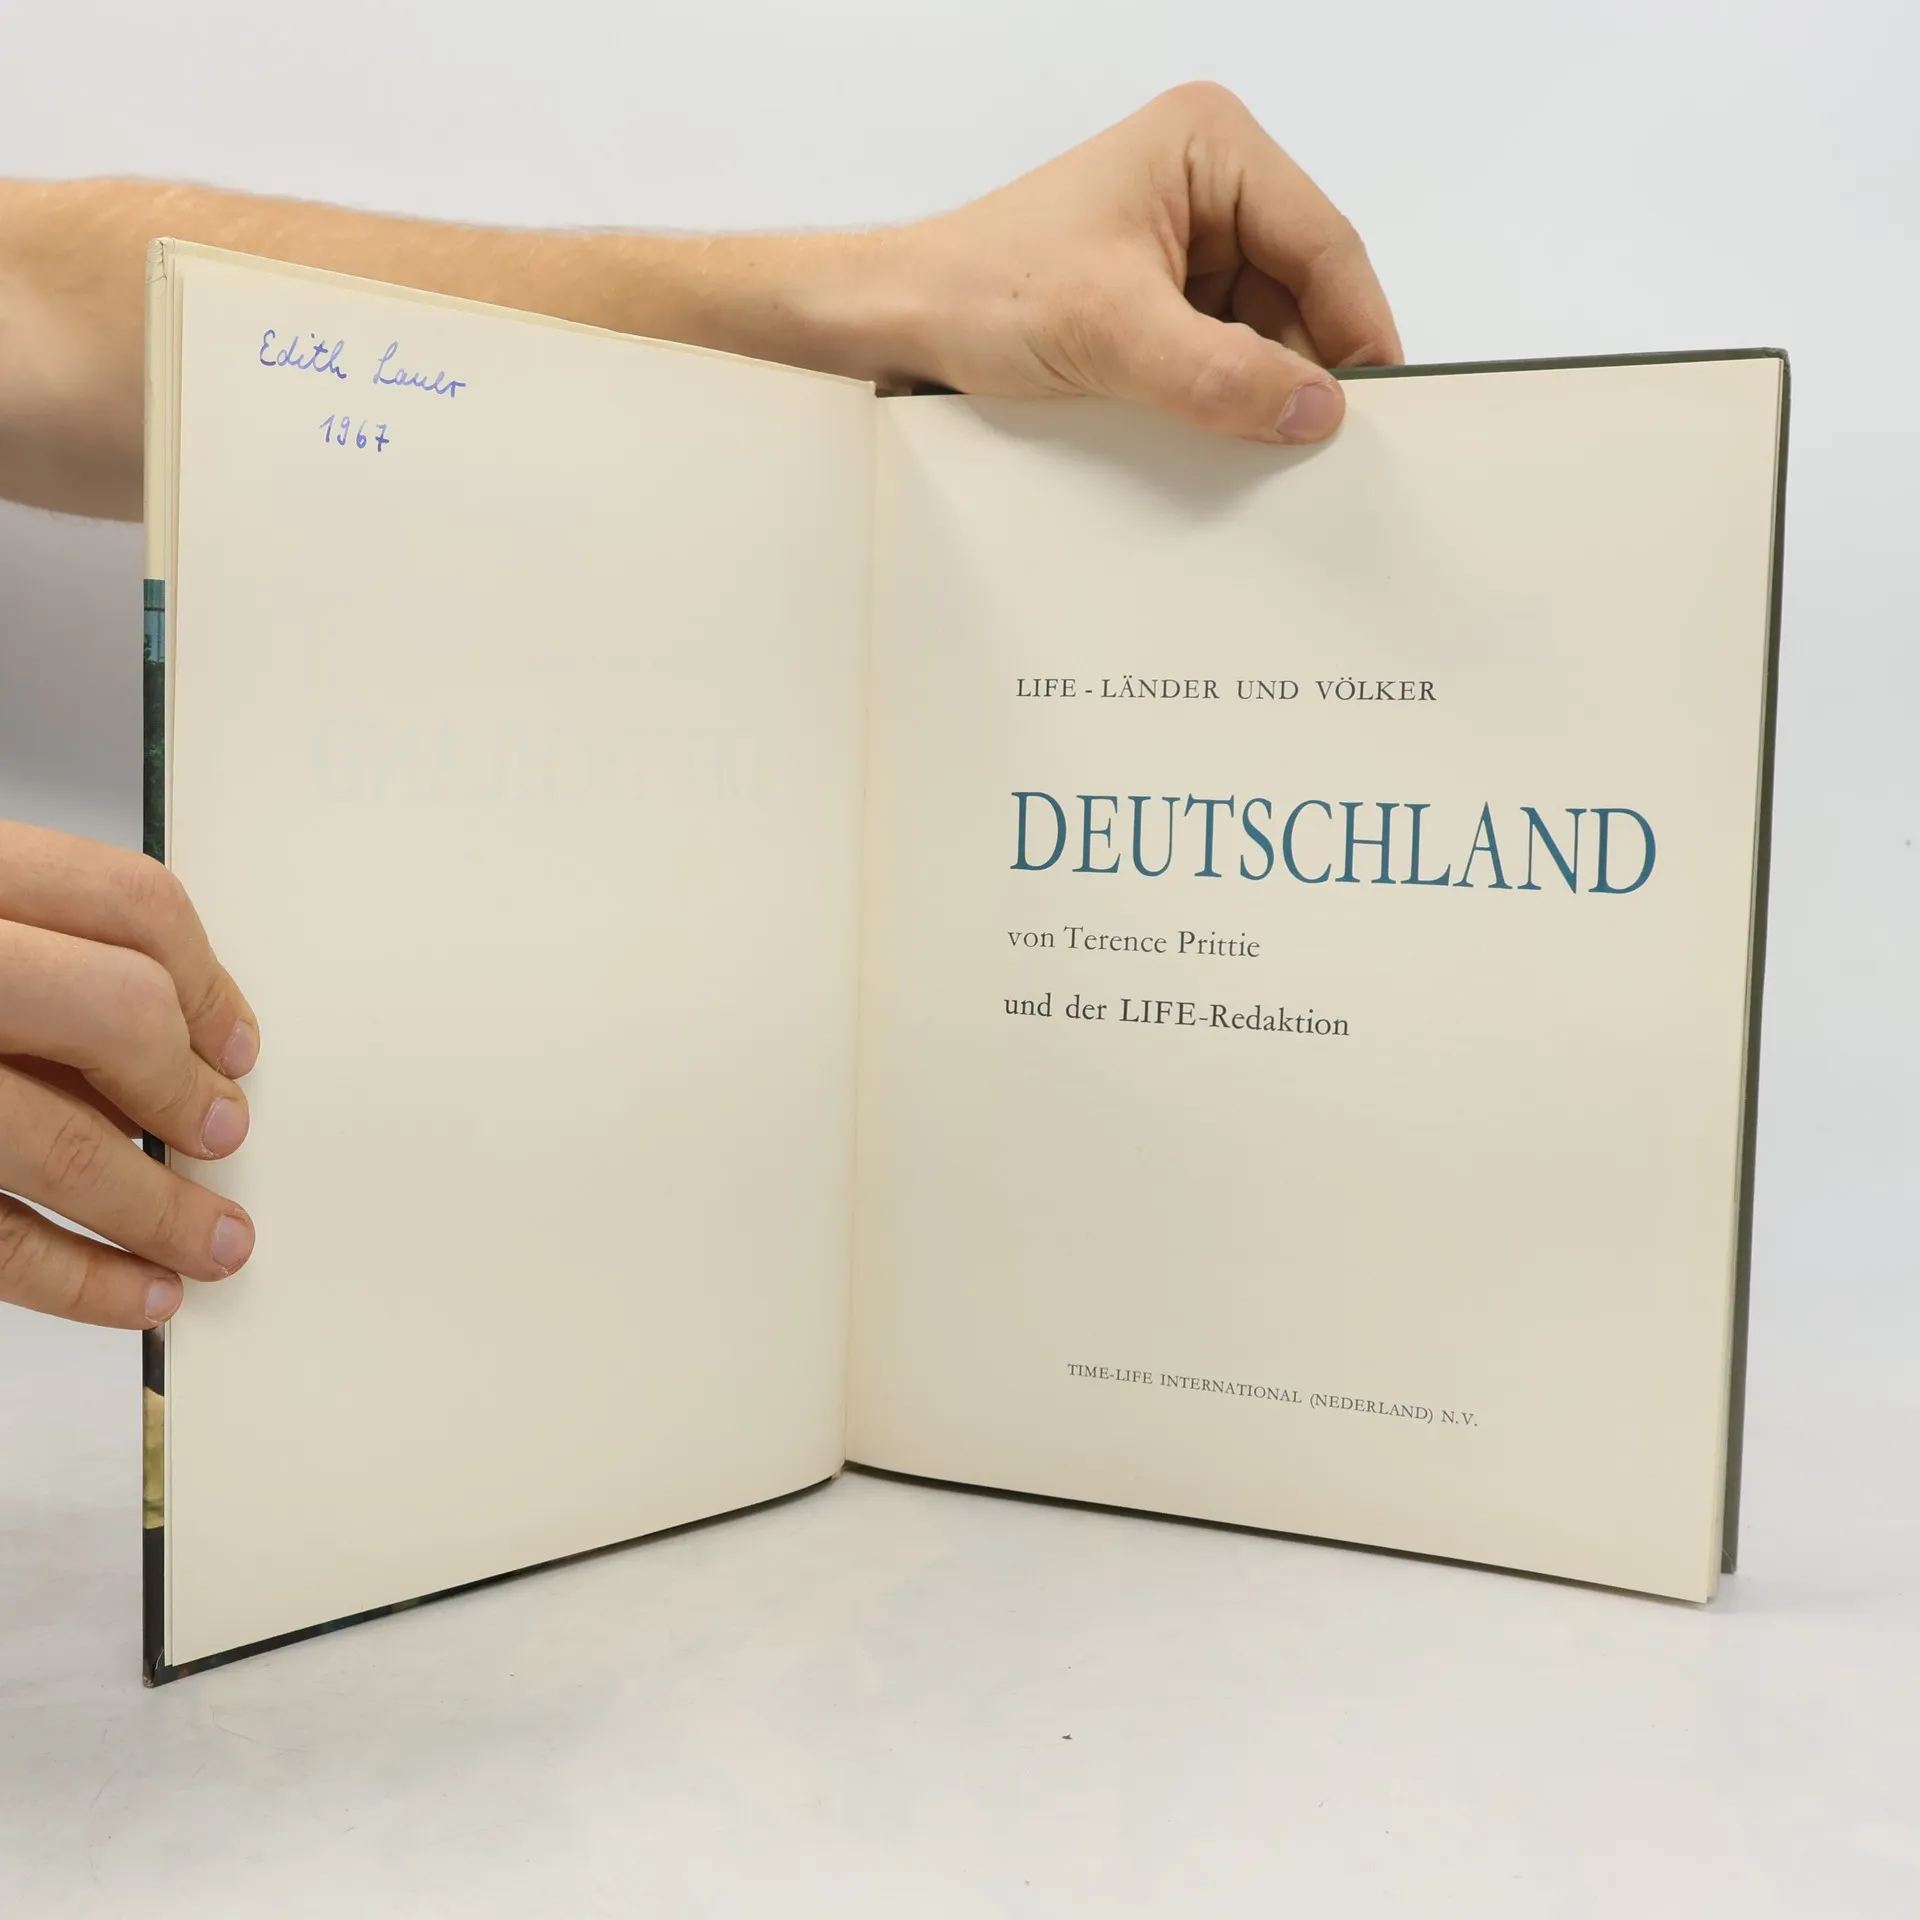 Edith Lauer
1967
LIFE - LÄNDER UND VÖLKER
DEUTSCHLAND
von Terence Prittie
und der LIFE-Redaktion
TIME-LIFE INTERNATIONAL (NEDERLAND) N.V.